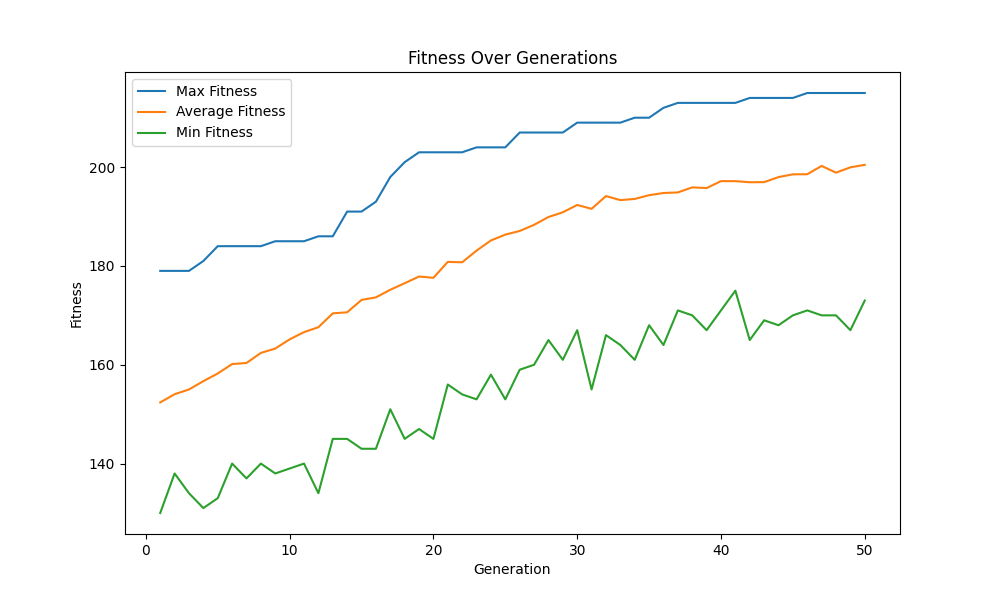 Fitness Over Generations
Max Fitness
Average Fitness
Min Fitness
Fitness
200
180
160
140
0 10 20 30 40 50
Generation